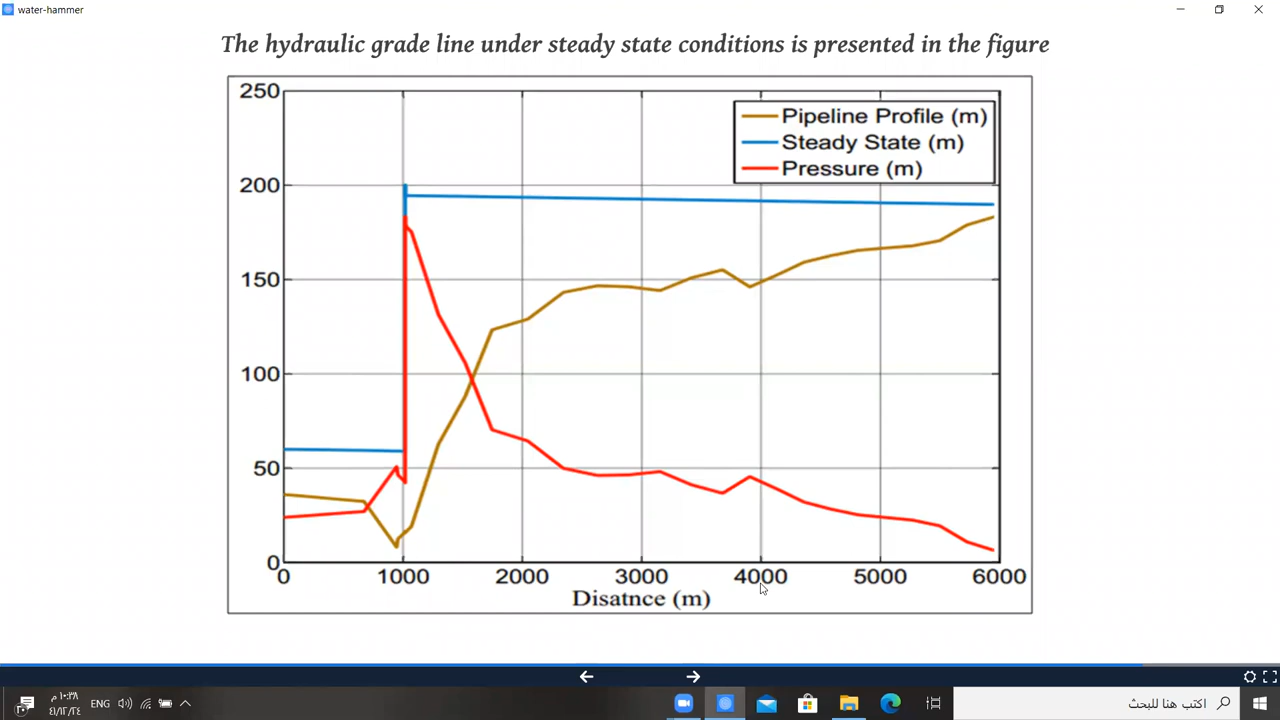 water-hammer
The hydraulic grade line under steady state conditions is presented in the figure
250
200
150
100
50
0
Pipeline Profile (m)
Steady State (m)
Pressure (m)
0 1000 2000 3000 4000 5000 6000
Disatnce (m)
١٠:٣٨ م
ENG
اكتب هنا للبحث